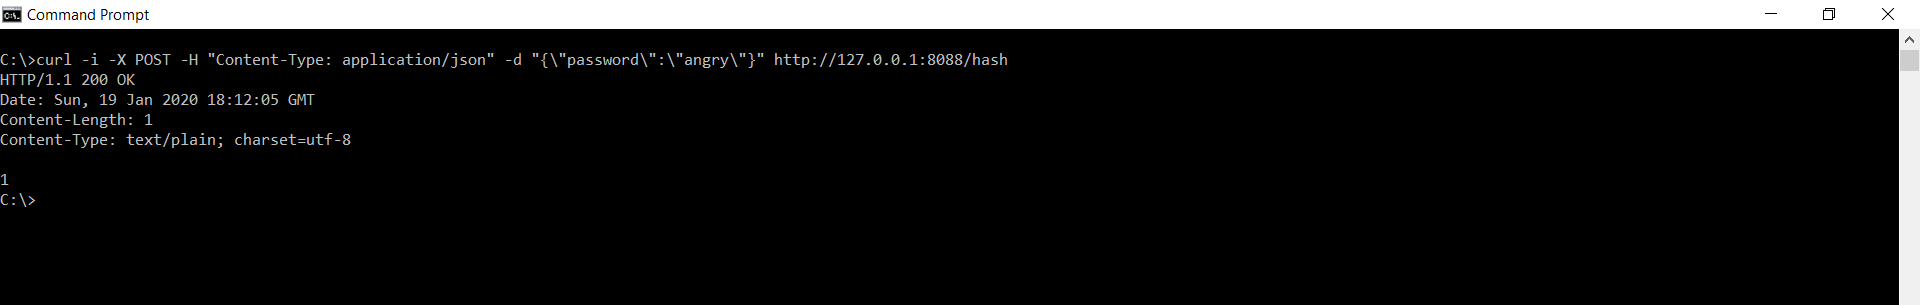 Command Prompt
C:\>curl -i -X POST -H "Content-Type: application/json" -d "{\"password\":\"angry\"}" http://127.0.0.1:8088/hash
HTTP/1.1 200 OK
Date: Sun, 19 Jan 2020 18:12:05 GMT
Content-Length: 1
Content-Type: text/plain; charset=utf-8
1
C:\>